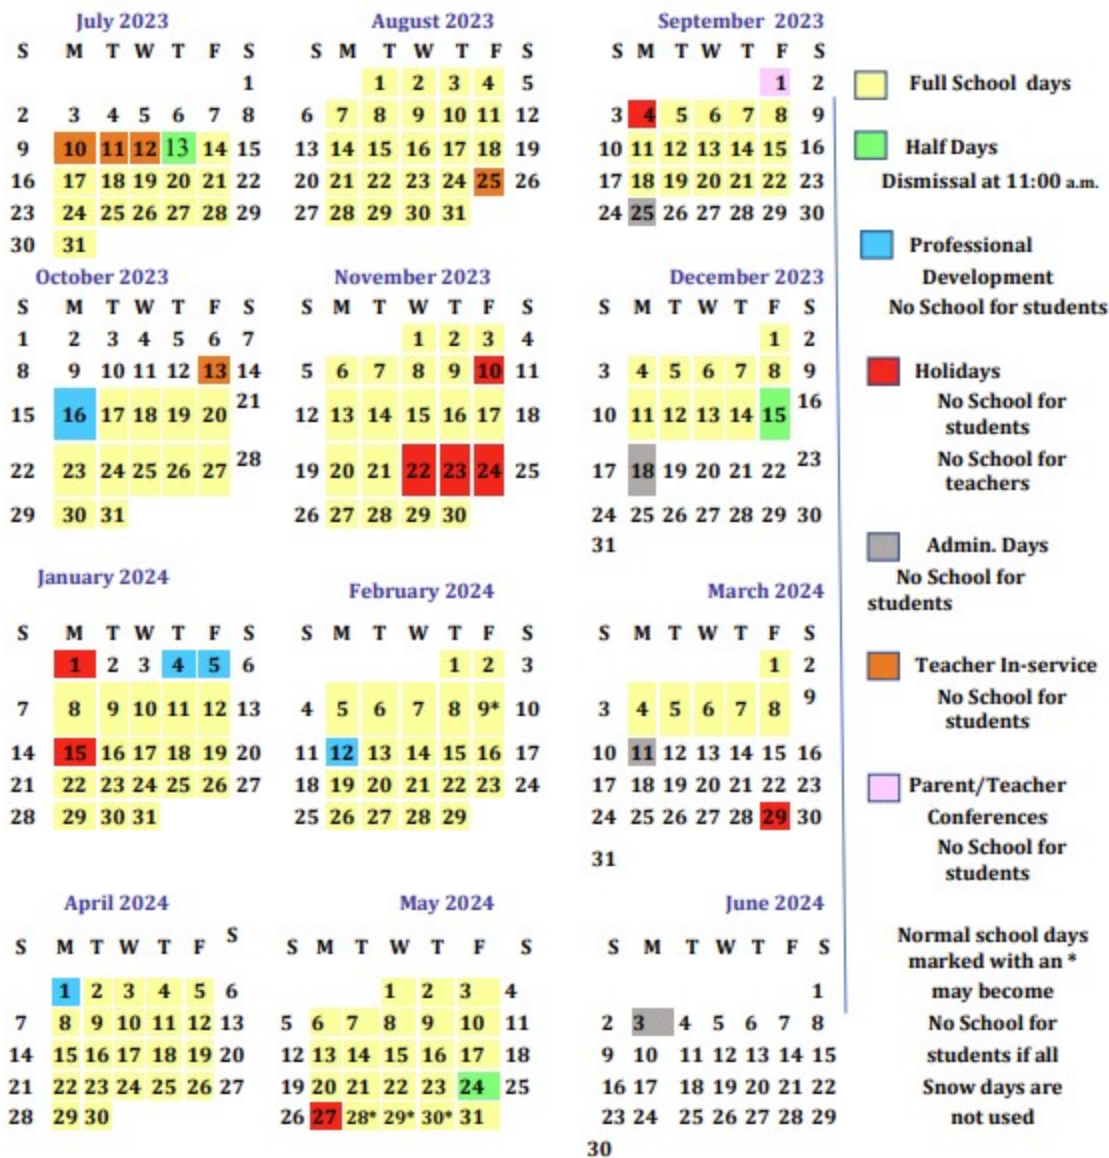 July 2023
S M T W T F S
1
2 3 4 5 6 7 8
9 10 11 12 13 14 15
16 17 18 19 20 21 22
23 24 25 26 27 28 29
30 31
August 2023
S M T W T F S
1 2 3 4 5
6 7 8 9 10 11 12
13 14 15 16 17 18 19
20 21 22 23 24 25 26
27 28 29 30 31
September 2023
S M T W T F S
1 2
3 4 5 6 7 8 9
10 11 12 13 14 15 16
17 18 19 20 21 22 23
24 25 26 27 28 29 30
October 2023
S M T W T F S
1 2 3 4 5 6 7
8 9 10 11 12 13 14
15 16 17 18 19 20 21
22 23 24 25 26 27 28
29 30 31
November 2023
S M T W T F S
1 2 3 4
5 6 7 8 9 10 11
12 13 14 15 16 17 18
19 20 21 22 23 24 25
26 27 28 29 30
December 2023
S M T W T F S
1 2
3 4 5 6 7 8 9
10 11 12 13 14 15 16
17 18 19 20 21 22 23
24 25 26 27 28 29 30
31
January 2024
S M T W T F S
1 2 3 4 5 6
7 8 9 10 11 12 13
14 15 16 17 18 19 20
21 22 23 24 25 26 27
28 29 30 31
February 2024
S M T W T F S
1 2 3
4 5 6 7 8 9* 10
11 12 13 14 15 16 17
18 19 20 21 22 23 24
25 26 27 28 29
March 2024
S M T W T F S
1 2
3 4 5 6 7 8 9
10 11 12 13 14 15 16
17 18 19 20 21 22 23
24 25 26 27 28 29 30
31
April 2024
S M T W T F S
1 2 3 4 5 6
7 8 9 10 11 12 13
14 15 16 17 18 19 20
21 22 23 24 25 26 27
28 29 30
May 2024
S M T W T F S
1 2 3 4
5 6 7 8 9 10 11
12 13 14 15 16 17 18
19 20 21 22 23 24 25
26 27 28* 29* 30* 31
June 2024
S M T W T F S
1
2 3 4 5 6 7 8
9 10 11 12 13 14 15
16 17 18 19 20 21 22
23 24 25 26 27 28 29
30
Full School days
Half Days
Dismissal at 11:00 a.m.
Professional
Development
No School for students
Holidays
No School for
students
No School for
teachers
Admin. Days
No School for
students
Teacher In-service
No School for
students
Parent/Teacher
Conferences
No School for
students
Normal school days
marked with an *
may become
No School for
students if all
Snow days are
not used